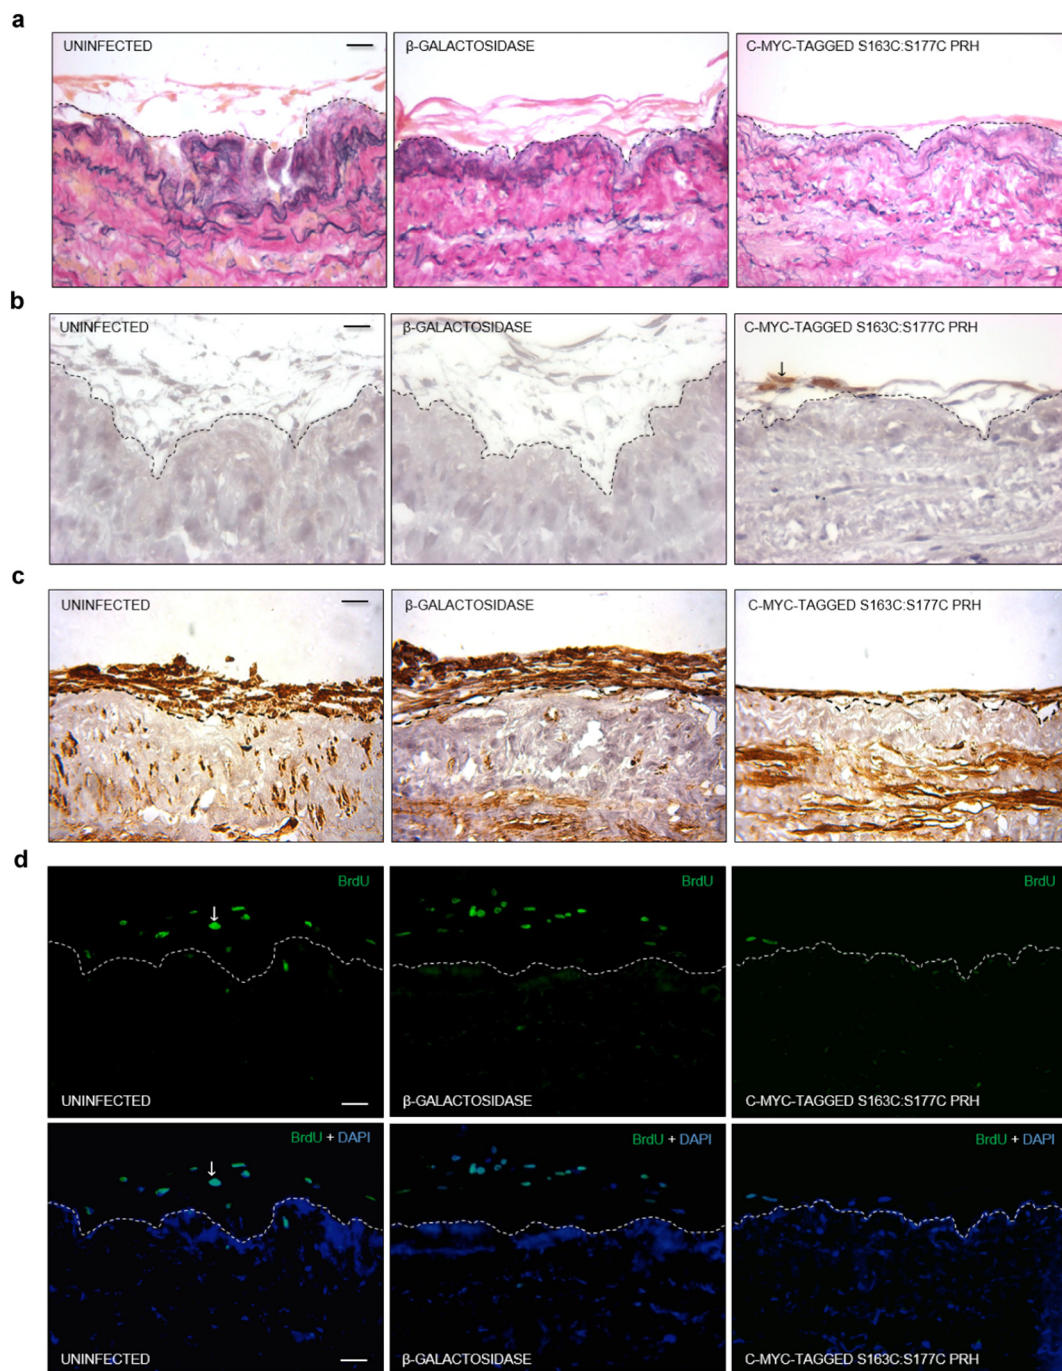 a
UNINFECTED
β-GALACTOSIDASE
C-MYC-TAGGED S163C:S177C PRH
b
UNINFECTED
β-GALACTOSIDASE
C-MYC-TAGGED S163C:S177C PRH
c
UNINFECTED
β-GALACTOSIDASE
C-MYC-TAGGED S163C:S177C PRH
d
BrdU
BrdU
BrdU
UNINFECTED
β-GALACTOSIDASE
C-MYC-TAGGED S163C:S177C PRH
BrdU + DAPI
BrdU + DAPI
BrdU + DAPI
UNINFECTED
β-GALACTOSIDASE
C-MYC-TAGGED S163C:S177C PRH